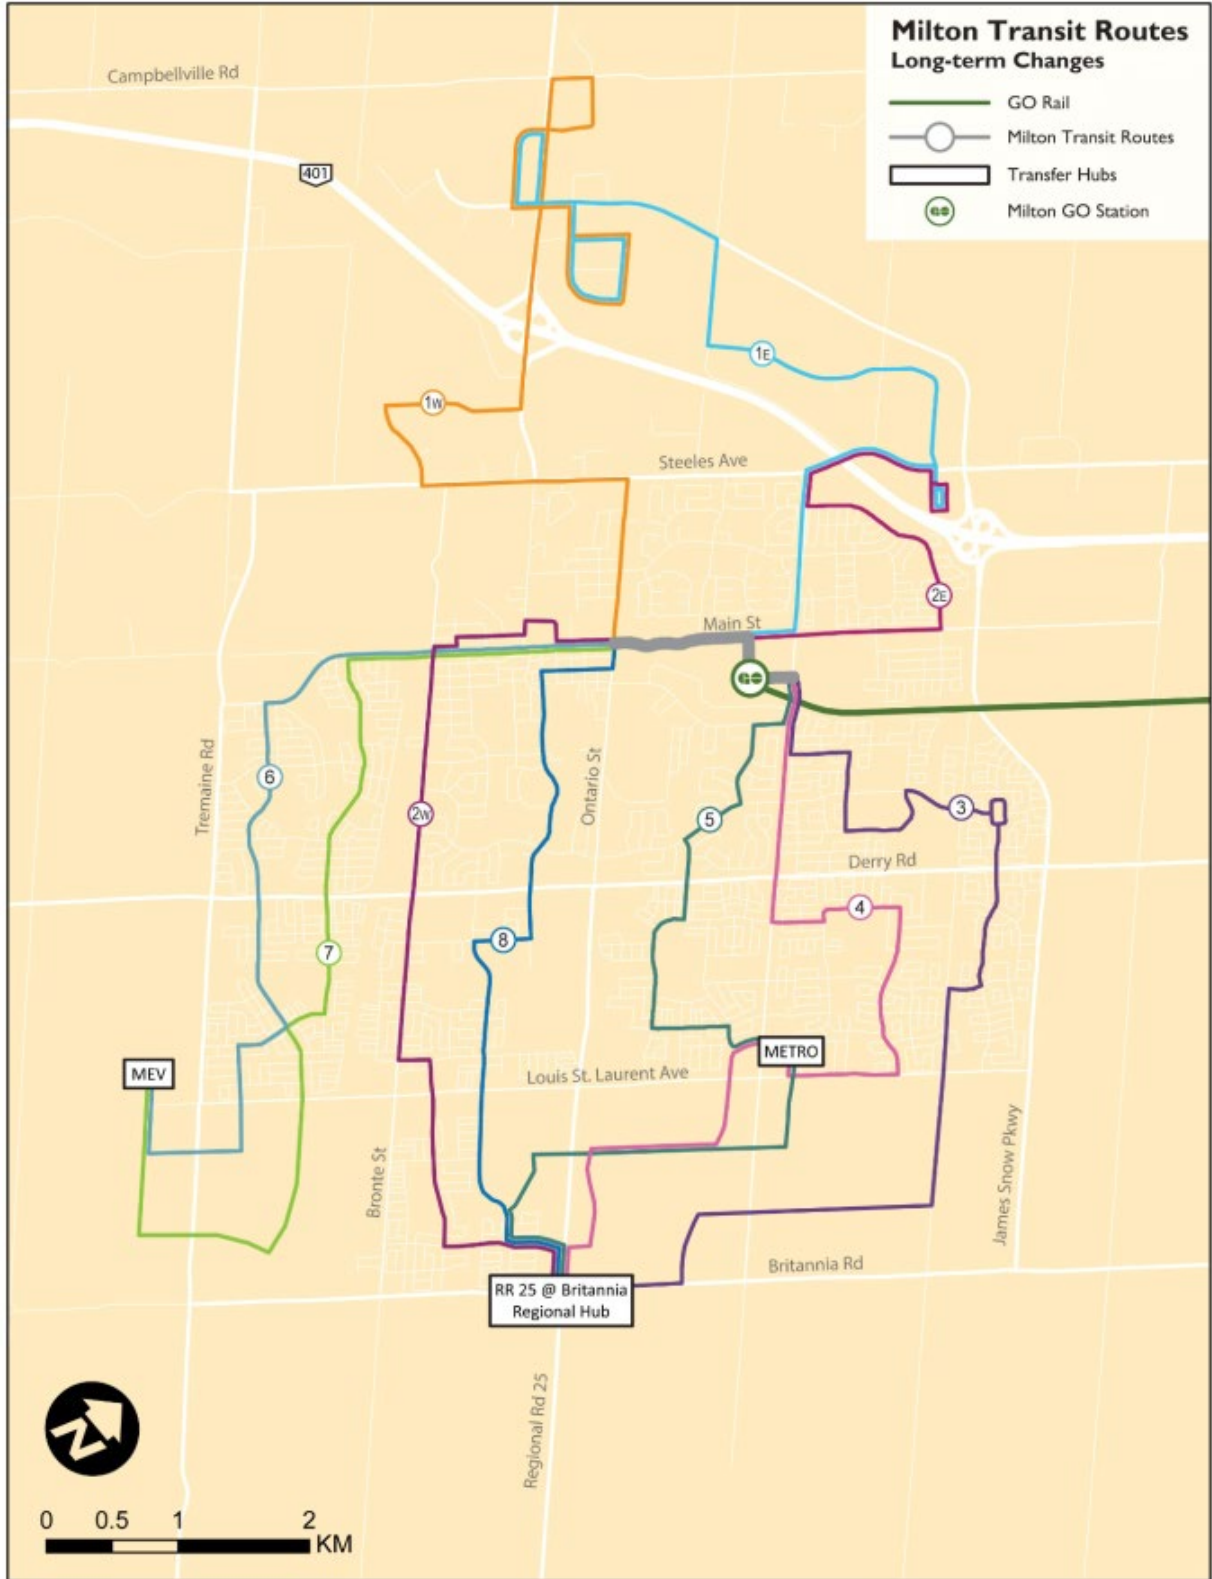 Milton Transit Routes
Long-term Changes
GO Rail
Milton Transit Routes
Transfer Hubs
GO
Milton GO Station
Campbellville Rd
401
1E
1W
Steeles Ave
1
2E
Main St
GO
Tremaine Rd
6
2W
Ontario St
5
3
Derry Rd
4
8
7
METRO
MEV
Louis St. Laurent Ave
Bronte St
James Snow Pkwy
Britannia Rd
RR 25 @ Britannia
Regional Hub
Regional Rd 25
N
0 0.5 1 2
KM